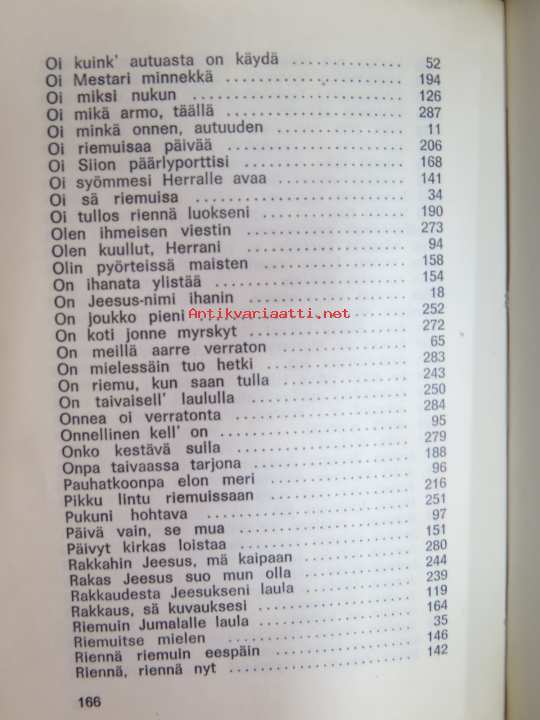 Oi kuink' autuasta on käydä .............. 52
Oi Mestari minnekkä ...................... 194
Oi miksi nukun ........................... 126
Oi mikä armo, täällä ..................... 287
Oi minkä onnen, autuuden ................. 11
Oi riemuisaa päivää ...................... 206
Oi Siion päärlyporttisi .................. 168
Oi syömmesi Herralle avaa ................ 141
Oi sä riemuisa ........................... 34
Oi tullos riennä luokseni ................ 190
Olen ihmeisen viestin .................... 273
Olen kuullut, Herrani .................... 94
Olin pyörteissä maisten .................. 158
On ihanata ylistää ....................... 154
On Jeesus-nimi ihanin .................... 18
On joukko pieni .......................... 252
Antikvariaatti.net
On koti jonne myrskyt .................... 272
On meillä aarre verraton ................. 65
On mielessäin tuo hetki .................. 283
On riemu, kun saan tulla ................. 243
On taivaisell' laululla .................. 250
Onnea oi verratonta ...................... 284
Onnellinen kell' on ...................... 95
Onko kestävä sulla ....................... 279
Onpa taivaassa tarjona ................... 188
Pauhatkoonpa elon meri ................... 96
Pikku lintu riemuissaan .................. 216
Pukuni hohtava ........................... 251
Päivä vain, se mua ....................... 97
Päivyt kirkas loistaa .................... 151
Rakkahin Jeesus, mä kaipaan .............. 280
Rakas Jeesus suo mun olla ................ 244
Rakkaudesta Jeesukseni laula ............. 239
Rakkaus, sä kuvauksesi ................... 119
Riemuin Jumalalle laula .................. 164
Riemuitse mielen ......................... 35
Riennä riemuin eespäin ................... 146
Riennä, riennä nyt ....................... 142
166